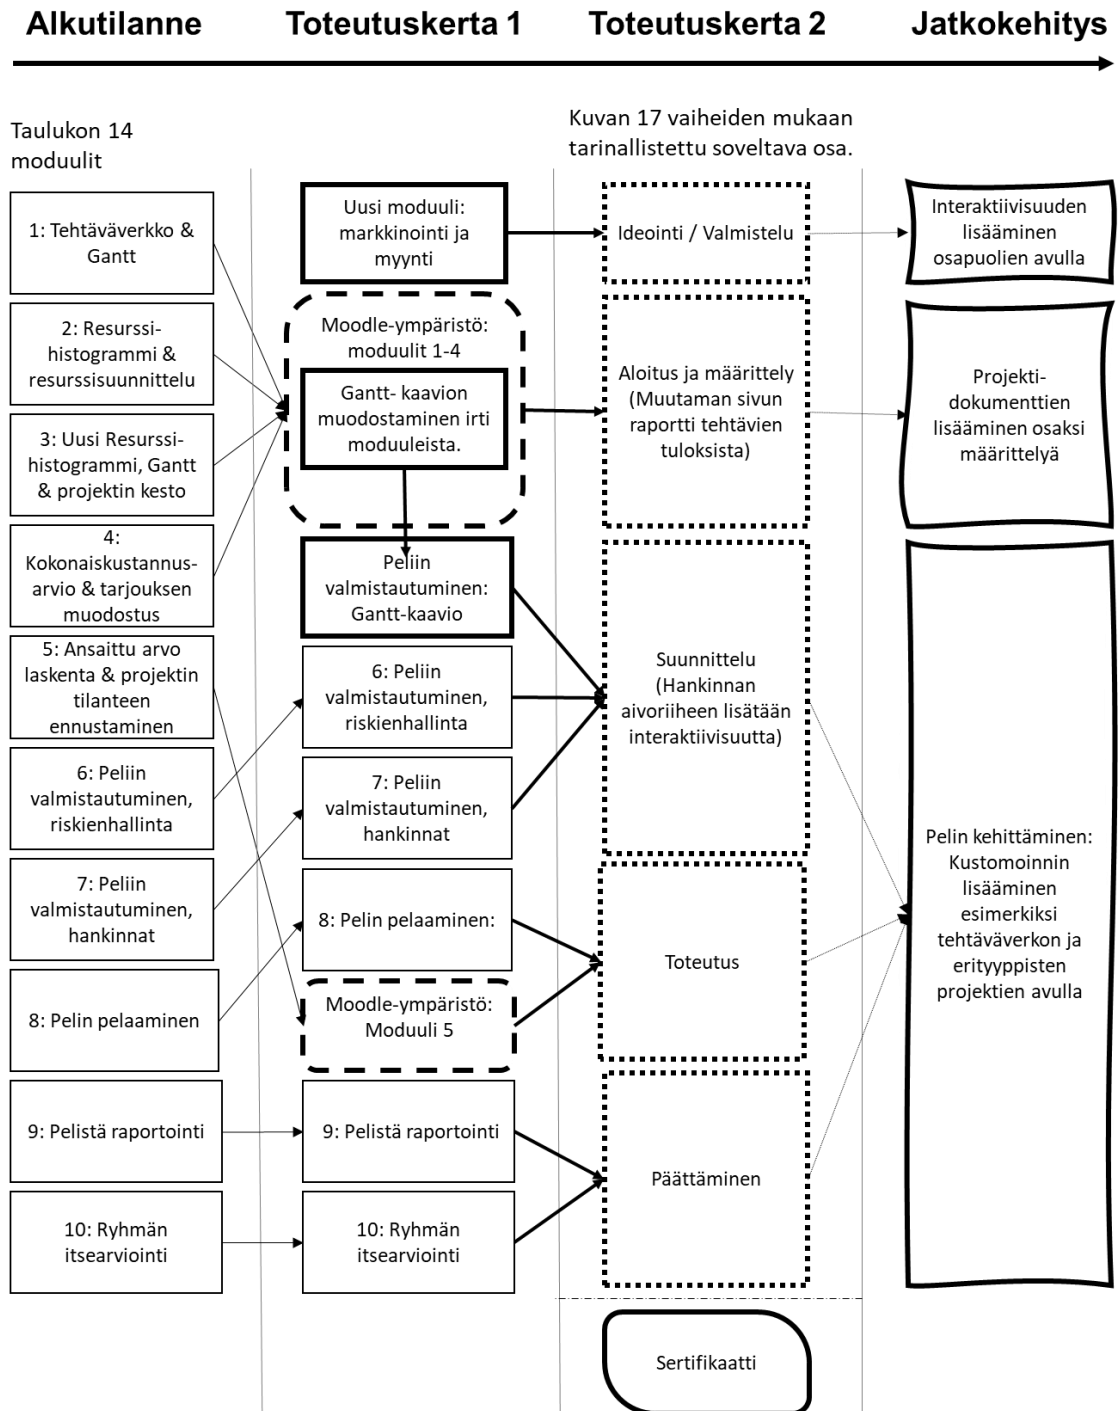 Alkutilanne
Toteutuskerta 1
Toteutuskerta 2
Jatkokehitys
Taulukon 14
moduulit
Kuvan 17 vaiheiden mukaan
tarinallistettu soveltava osa.
1: Tehtäväverkko &
Gantt
2: Resurssi-
histogrammi &
resurssisuunnittelu
3: Uusi Resurssi-
histogrammi, Gantt
& projektin kesto
4:
Kokonaiskustannus-
arvio & tarjouksen
muodostus
5: Ansaittu arvo
laskenta & projektin
tilanteen
ennustaminen
6: Peliin
valmistautuminen,
riskienhallinta
7: Peliin
valmistautuminen,
hankinnat
8: Pelin pelaaminen
9: Pelistä raportointi
10: Ryhmän
itsearviointi
Uusi moduuli:
markkinointi ja
myynti
Moodle-ympäristö:
moduulit 1-4
Gantt- kaavion
muodostaminen irti
moduuleista.
Peliin
valmistautuminen:
Gantt-kaavio
6: Peliin
valmistautuminen,
riskienhallinta
7: Peliin
valmistautuminen,
hankinnat
8: Pelin pelaaminen:
Moodle-ympäristö:
Moduuli 5
9: Pelistä raportointi
10: Ryhmän
itsearviointi
Ideointi / Valmistelu
Aloitus ja määrittely
(Muutaman sivun
raportti tehtävien
tuloksista)
Suunnittelu
(Hankinnan
aivoriiheen lisätään
interaktiivisuutta)
Toteutus
Päättäminen
Sertifikaatti
Interaktiivisuuden
lisääminen
osapuolien avulla
Projekti-
dokumenttien
lisääminen osaksi
määrittelyä
Pelin kehittäminen:
Kustomoinnin
lisääminen
esimerkiksi
tehtäväverkon ja
erityyppisten
projektien avulla